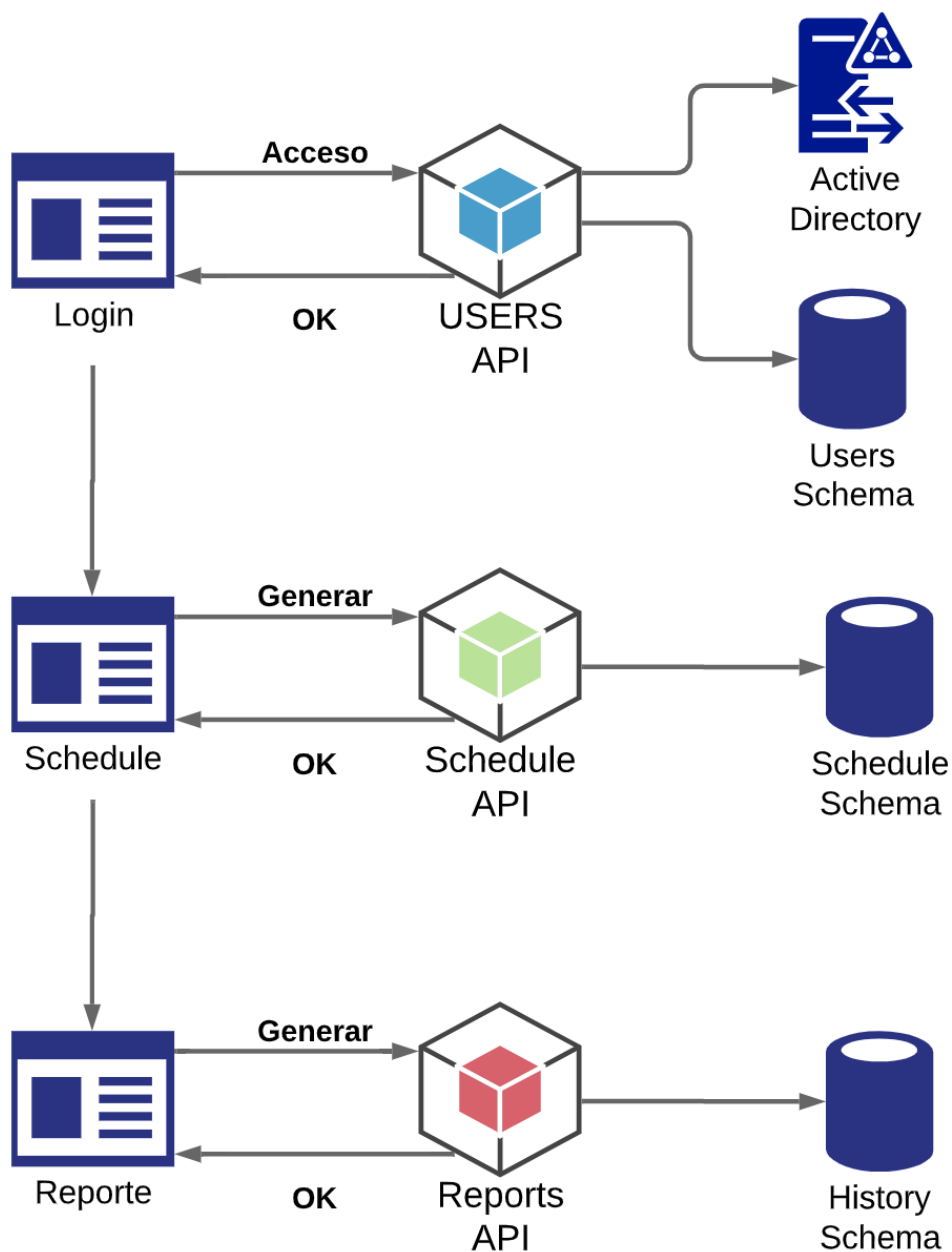 Acceso
Active
Directory
Login
OK
USERS
API
Users
Schema
Generar
Schedule
OK
Schedule
API
Schedule
Schema
Generar
Reporte
OK
Reports
API
History
Schema